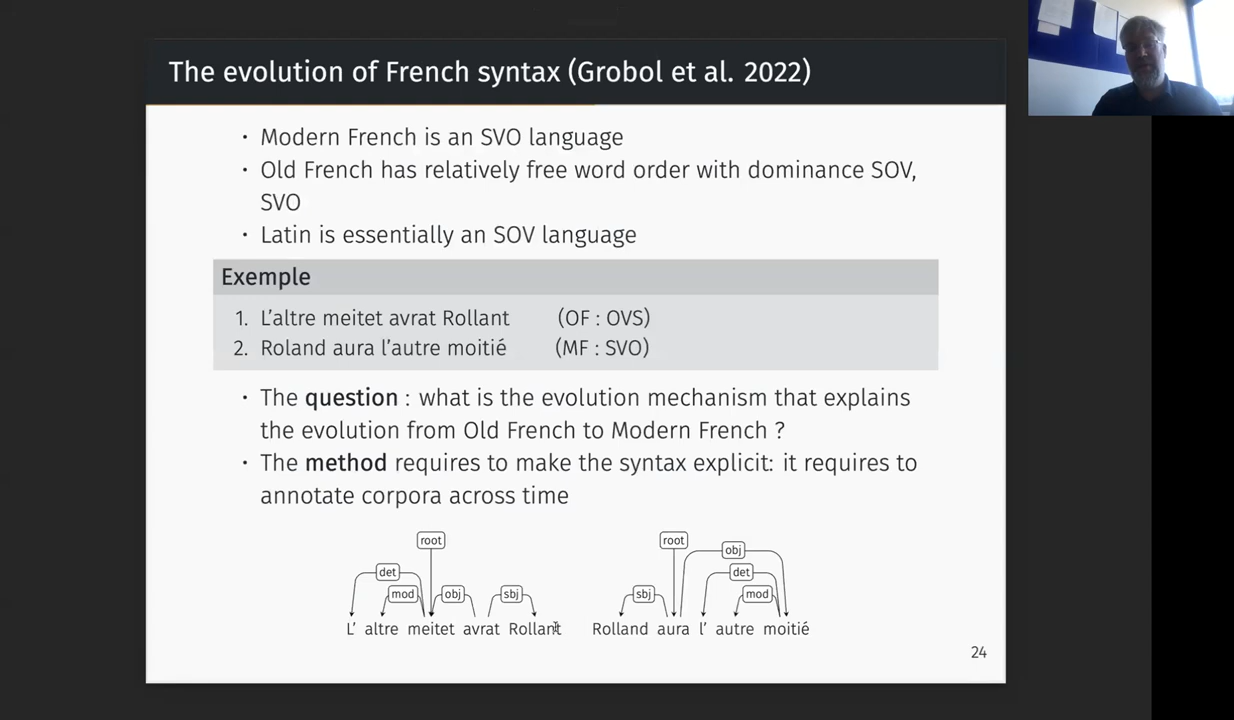 The evolution of French syntax (Grobol et al. 2022)
· Modern French is an SVO language
· Old French has relatively free word order with dominance SOV,
SVO
· Latin is essentially an SOV language
Exemple
1. L'altre meitet avrat Rollant (OF : OVS)
2. Roland aura l'autre moitié (MF : SVO)
· The question : what is the evolution mechanism that explains
the evolution from Old French to Modern French ?
· The method requires to make the syntax explicit: it requires to
annotate corpora across time
root
det
mod
obj
sbj
L' altre meitet avrat Rollant
root
obj
det
sbj
mod
Rolland aura l' autre moitié
24